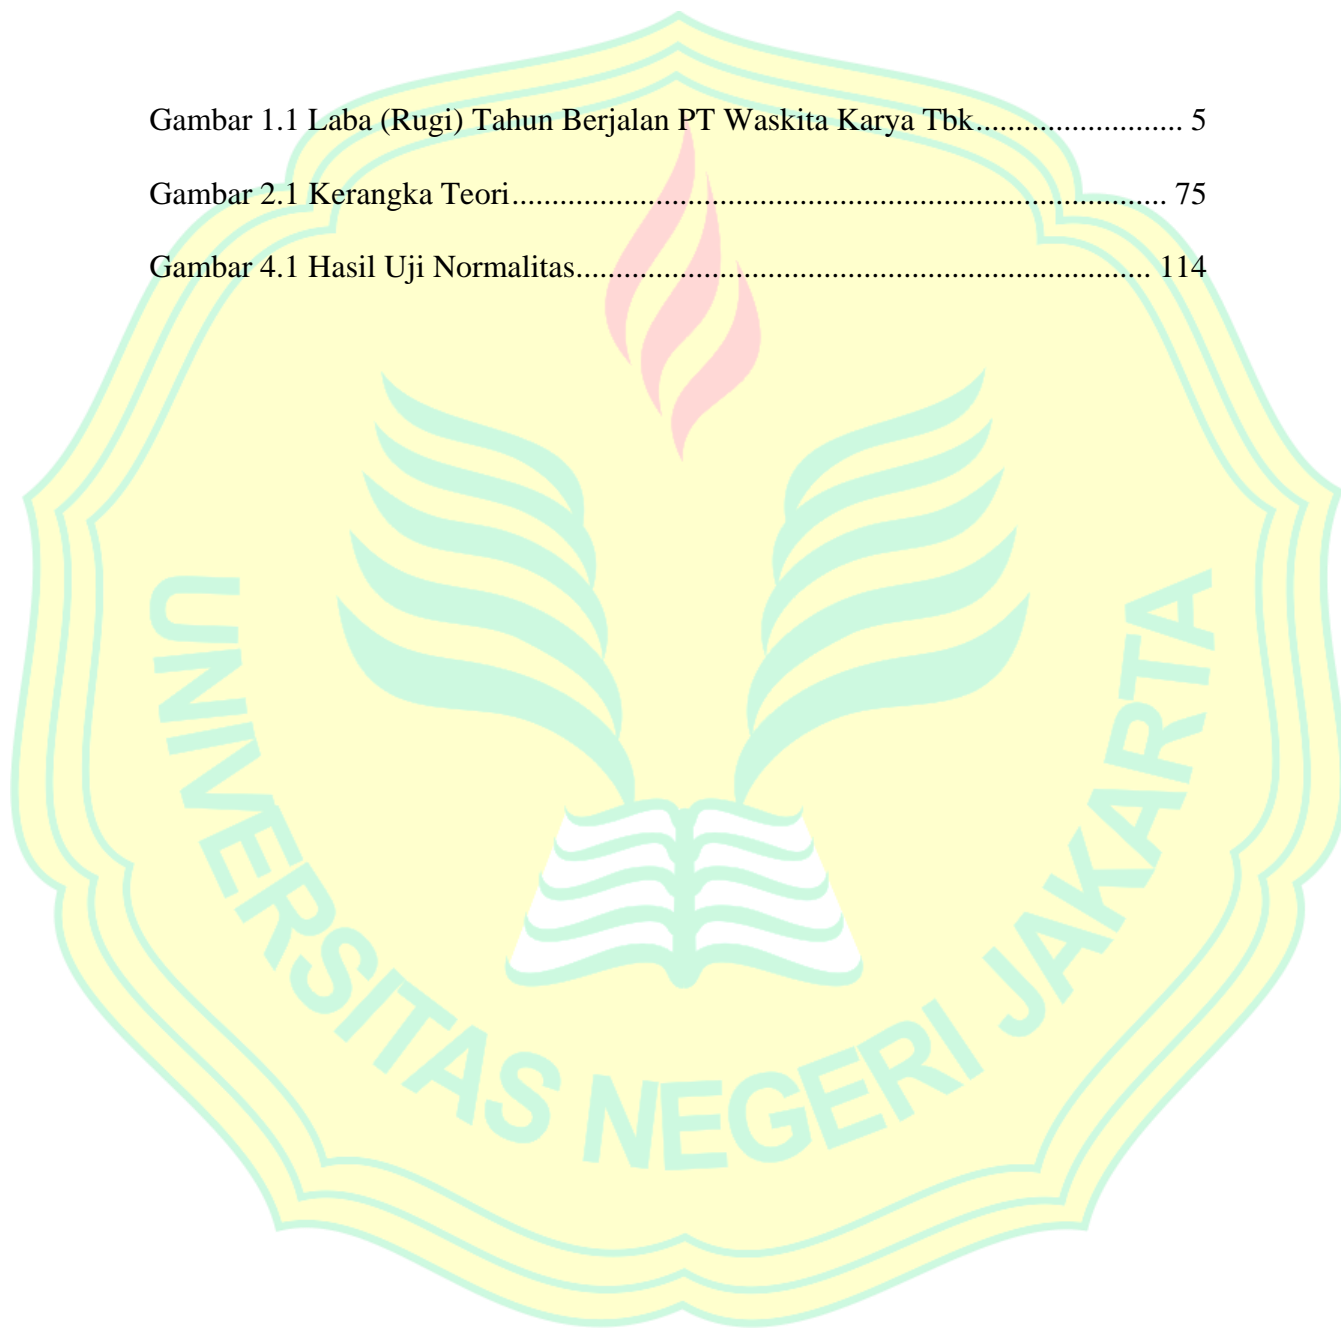 Gambar 1.1 Laba (Rugi) Tahun Berjalan PT Waskita Karya Tbk.......................... 5
Gambar 2.1 Kerangka Teori.................................................................................. 75
Gambar 4.1 Hasil Uji Normalitas........................................................................ 114
UNIVERSITAS NEGERI JAKARTA